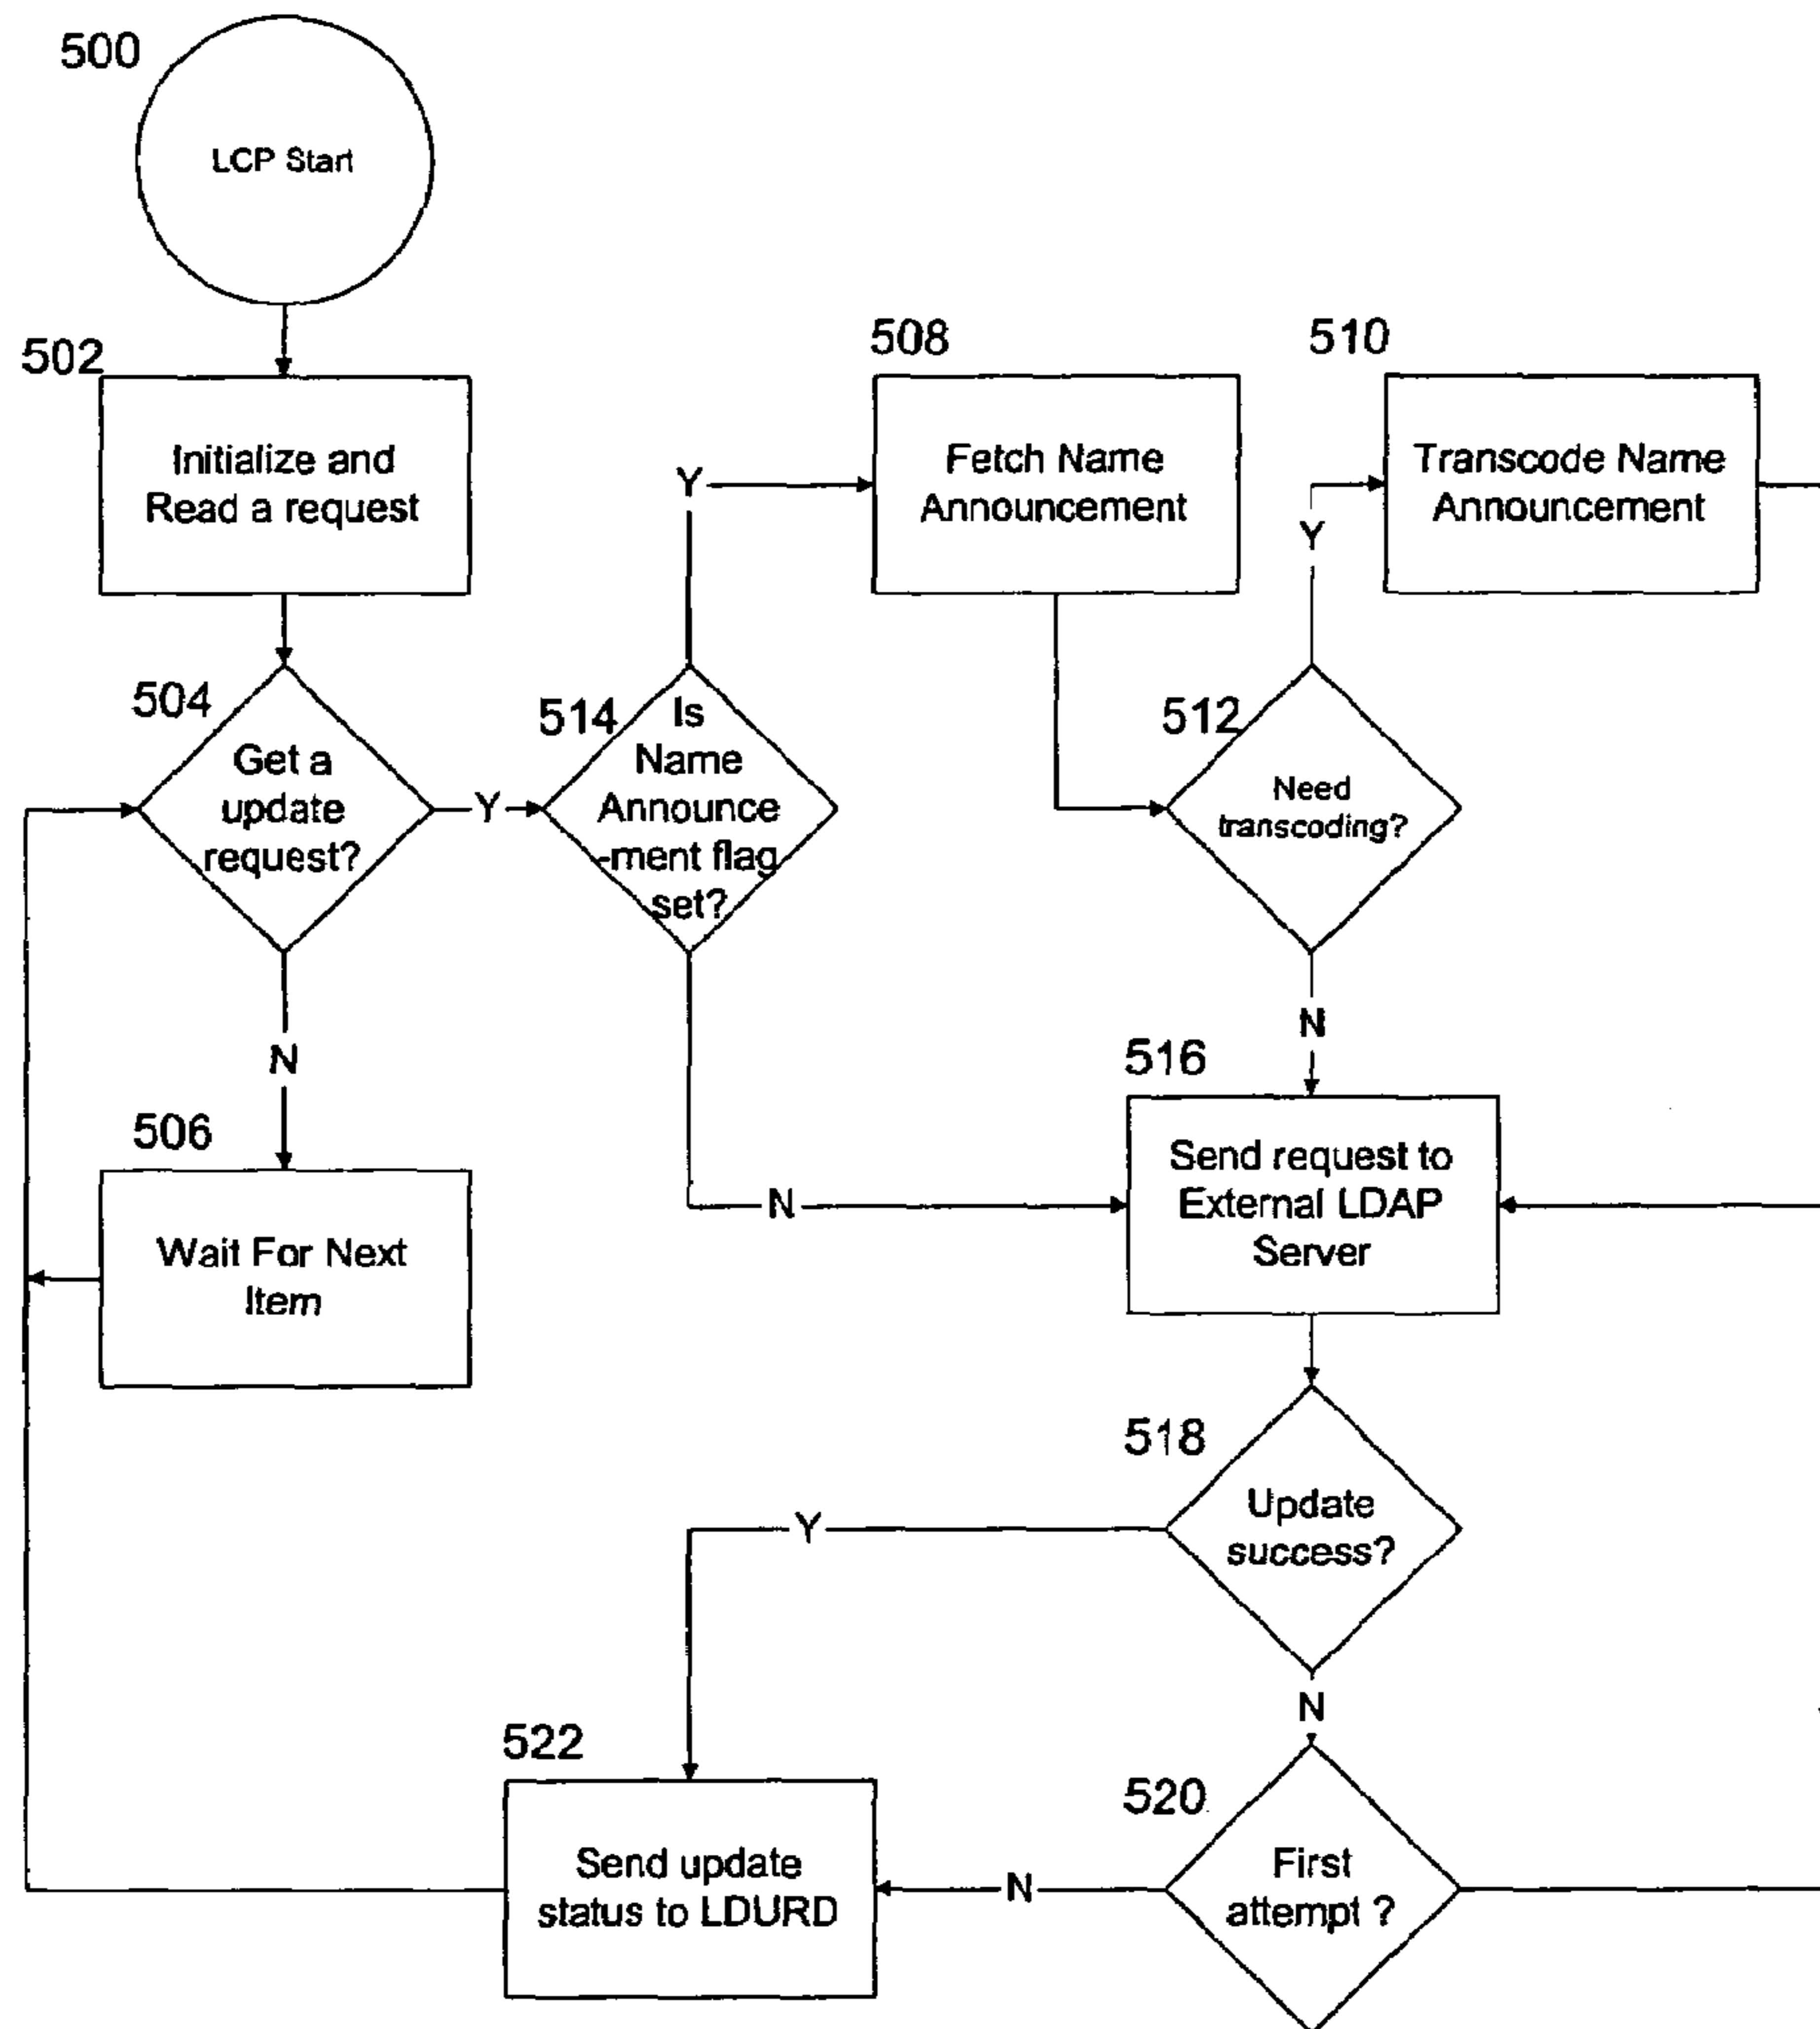 500
LCP Start
502
Initialize and
Read a request
504
Get a
update
request?
Y
N
506
Wait For Next
Item
514
Is
Name
Announce
-ment flag
set?
Y
N
508
Fetch Name
Announcement
510
Transcode Name
Announcement
512
Need
transcoding?
Y
N
516
Send request to
External LDAP
Server
518
Update
success?
Y
N
520
First
attempt ?
N
522
Send update
status to LDURD